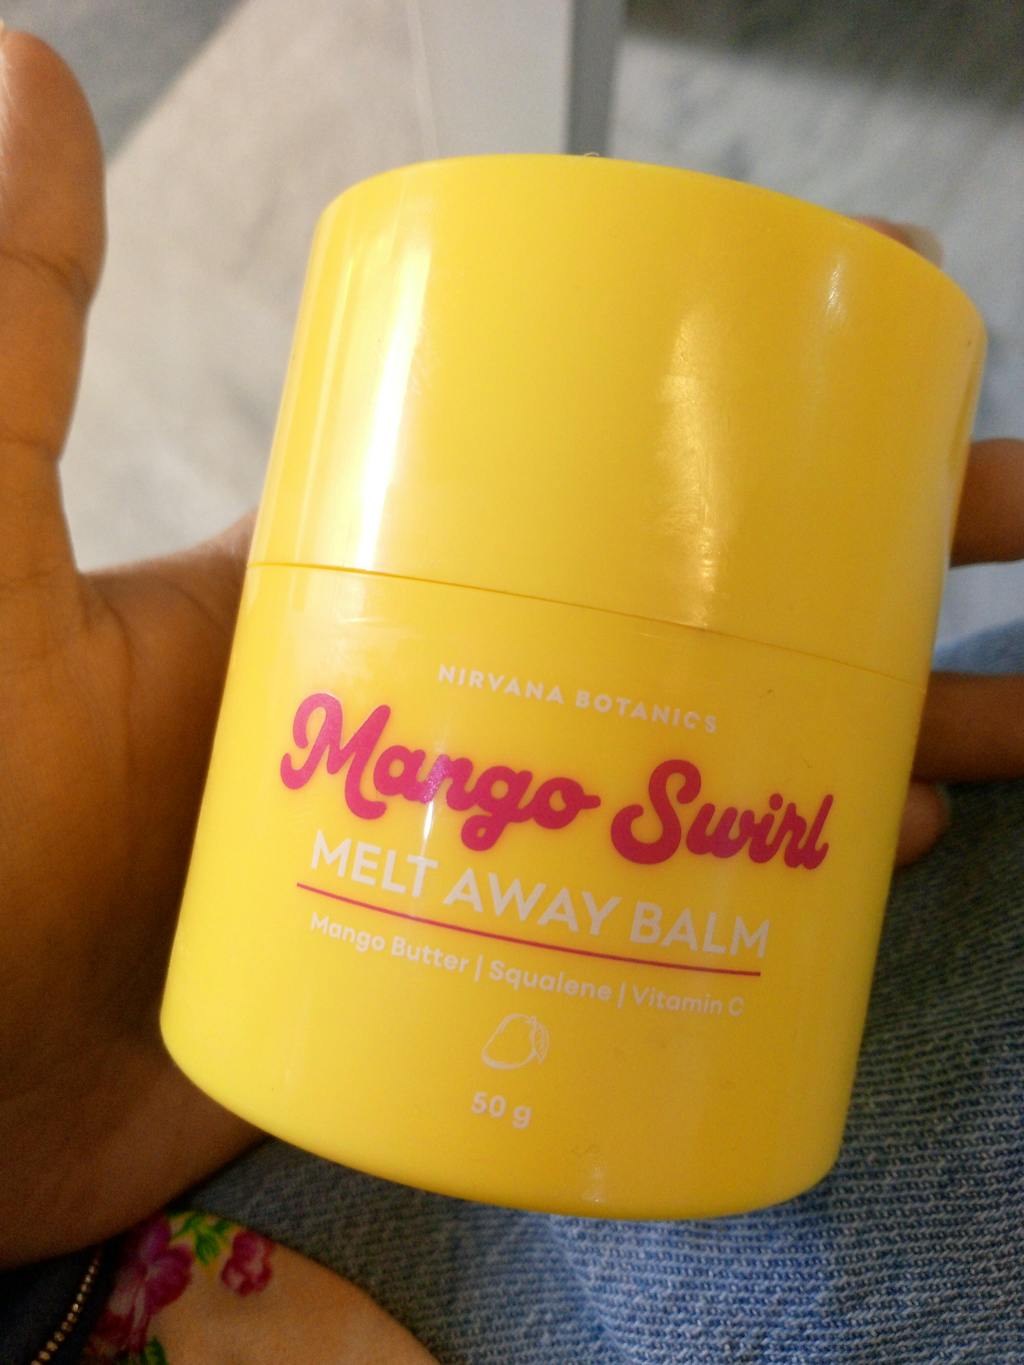 NIRVANA BOTANICS
Mango Swirl
MELT AWAY BALM
Mango Butter | Squalene | Vitamin C
50 g